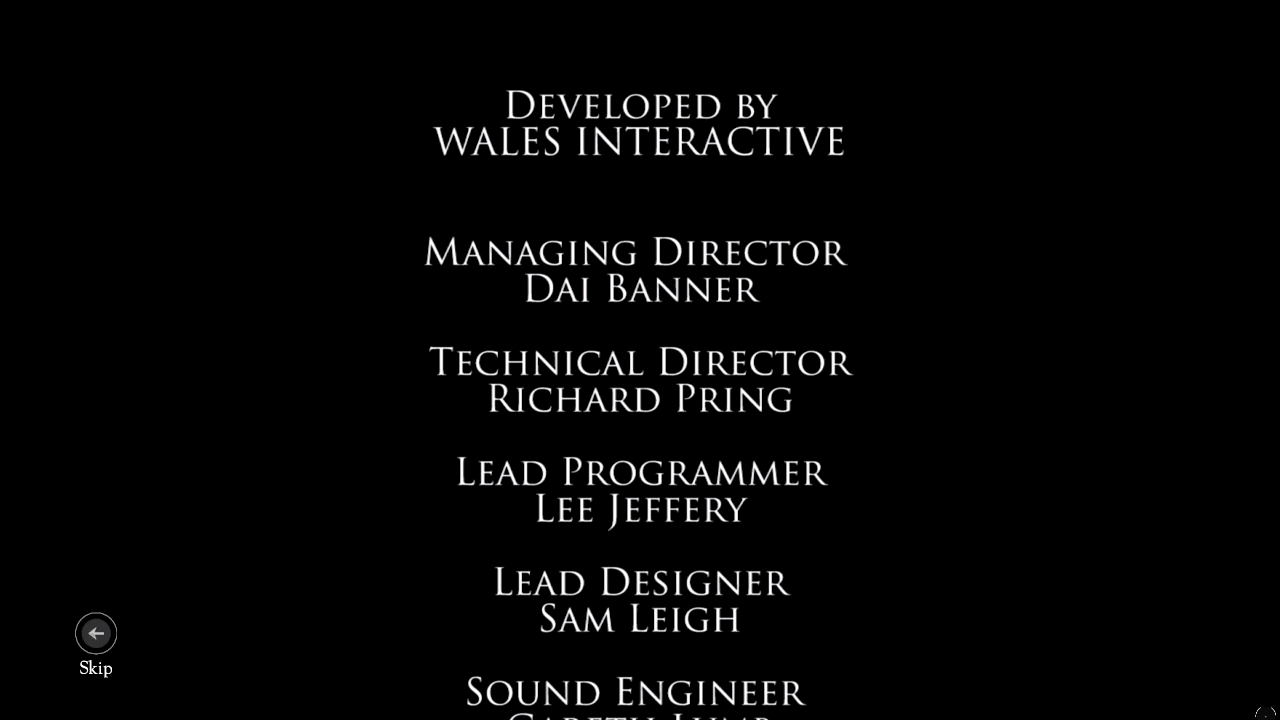 Developed by
WALES INTERACTIVE
Managing Director
Dai Banner
Technical Director
Richard Pring
Lead Programmer
Lee Jeffery
Lead Designer
Sam Leigh
Skip
Sound Engineer
Gareth